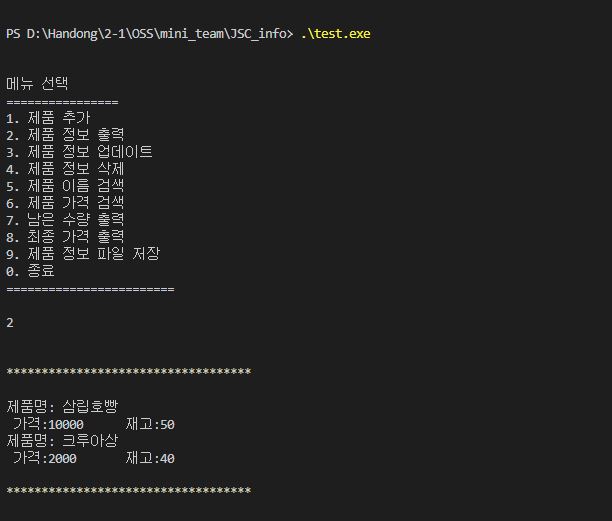 PS D:\Handong\2-1\OSS\mini_team\JSC_info> .\test.exe
메뉴 선택
================
1. 제품 추가
2. 제품 정보 출력
3. 제품 정보 업데이트
4. 제품 정보 삭제
5. 제품 이름 검색
6. 제품 가격 검색
7. 남은 수량 출력
8. 최종 가격 출력
9. 제품 정보 파일 저장
0. 종료
========================
2
***********************************
제품명: 삼립호빵
가격:10000 재고:50
제품명: 크루아상
가격:2000 재고:40
***********************************